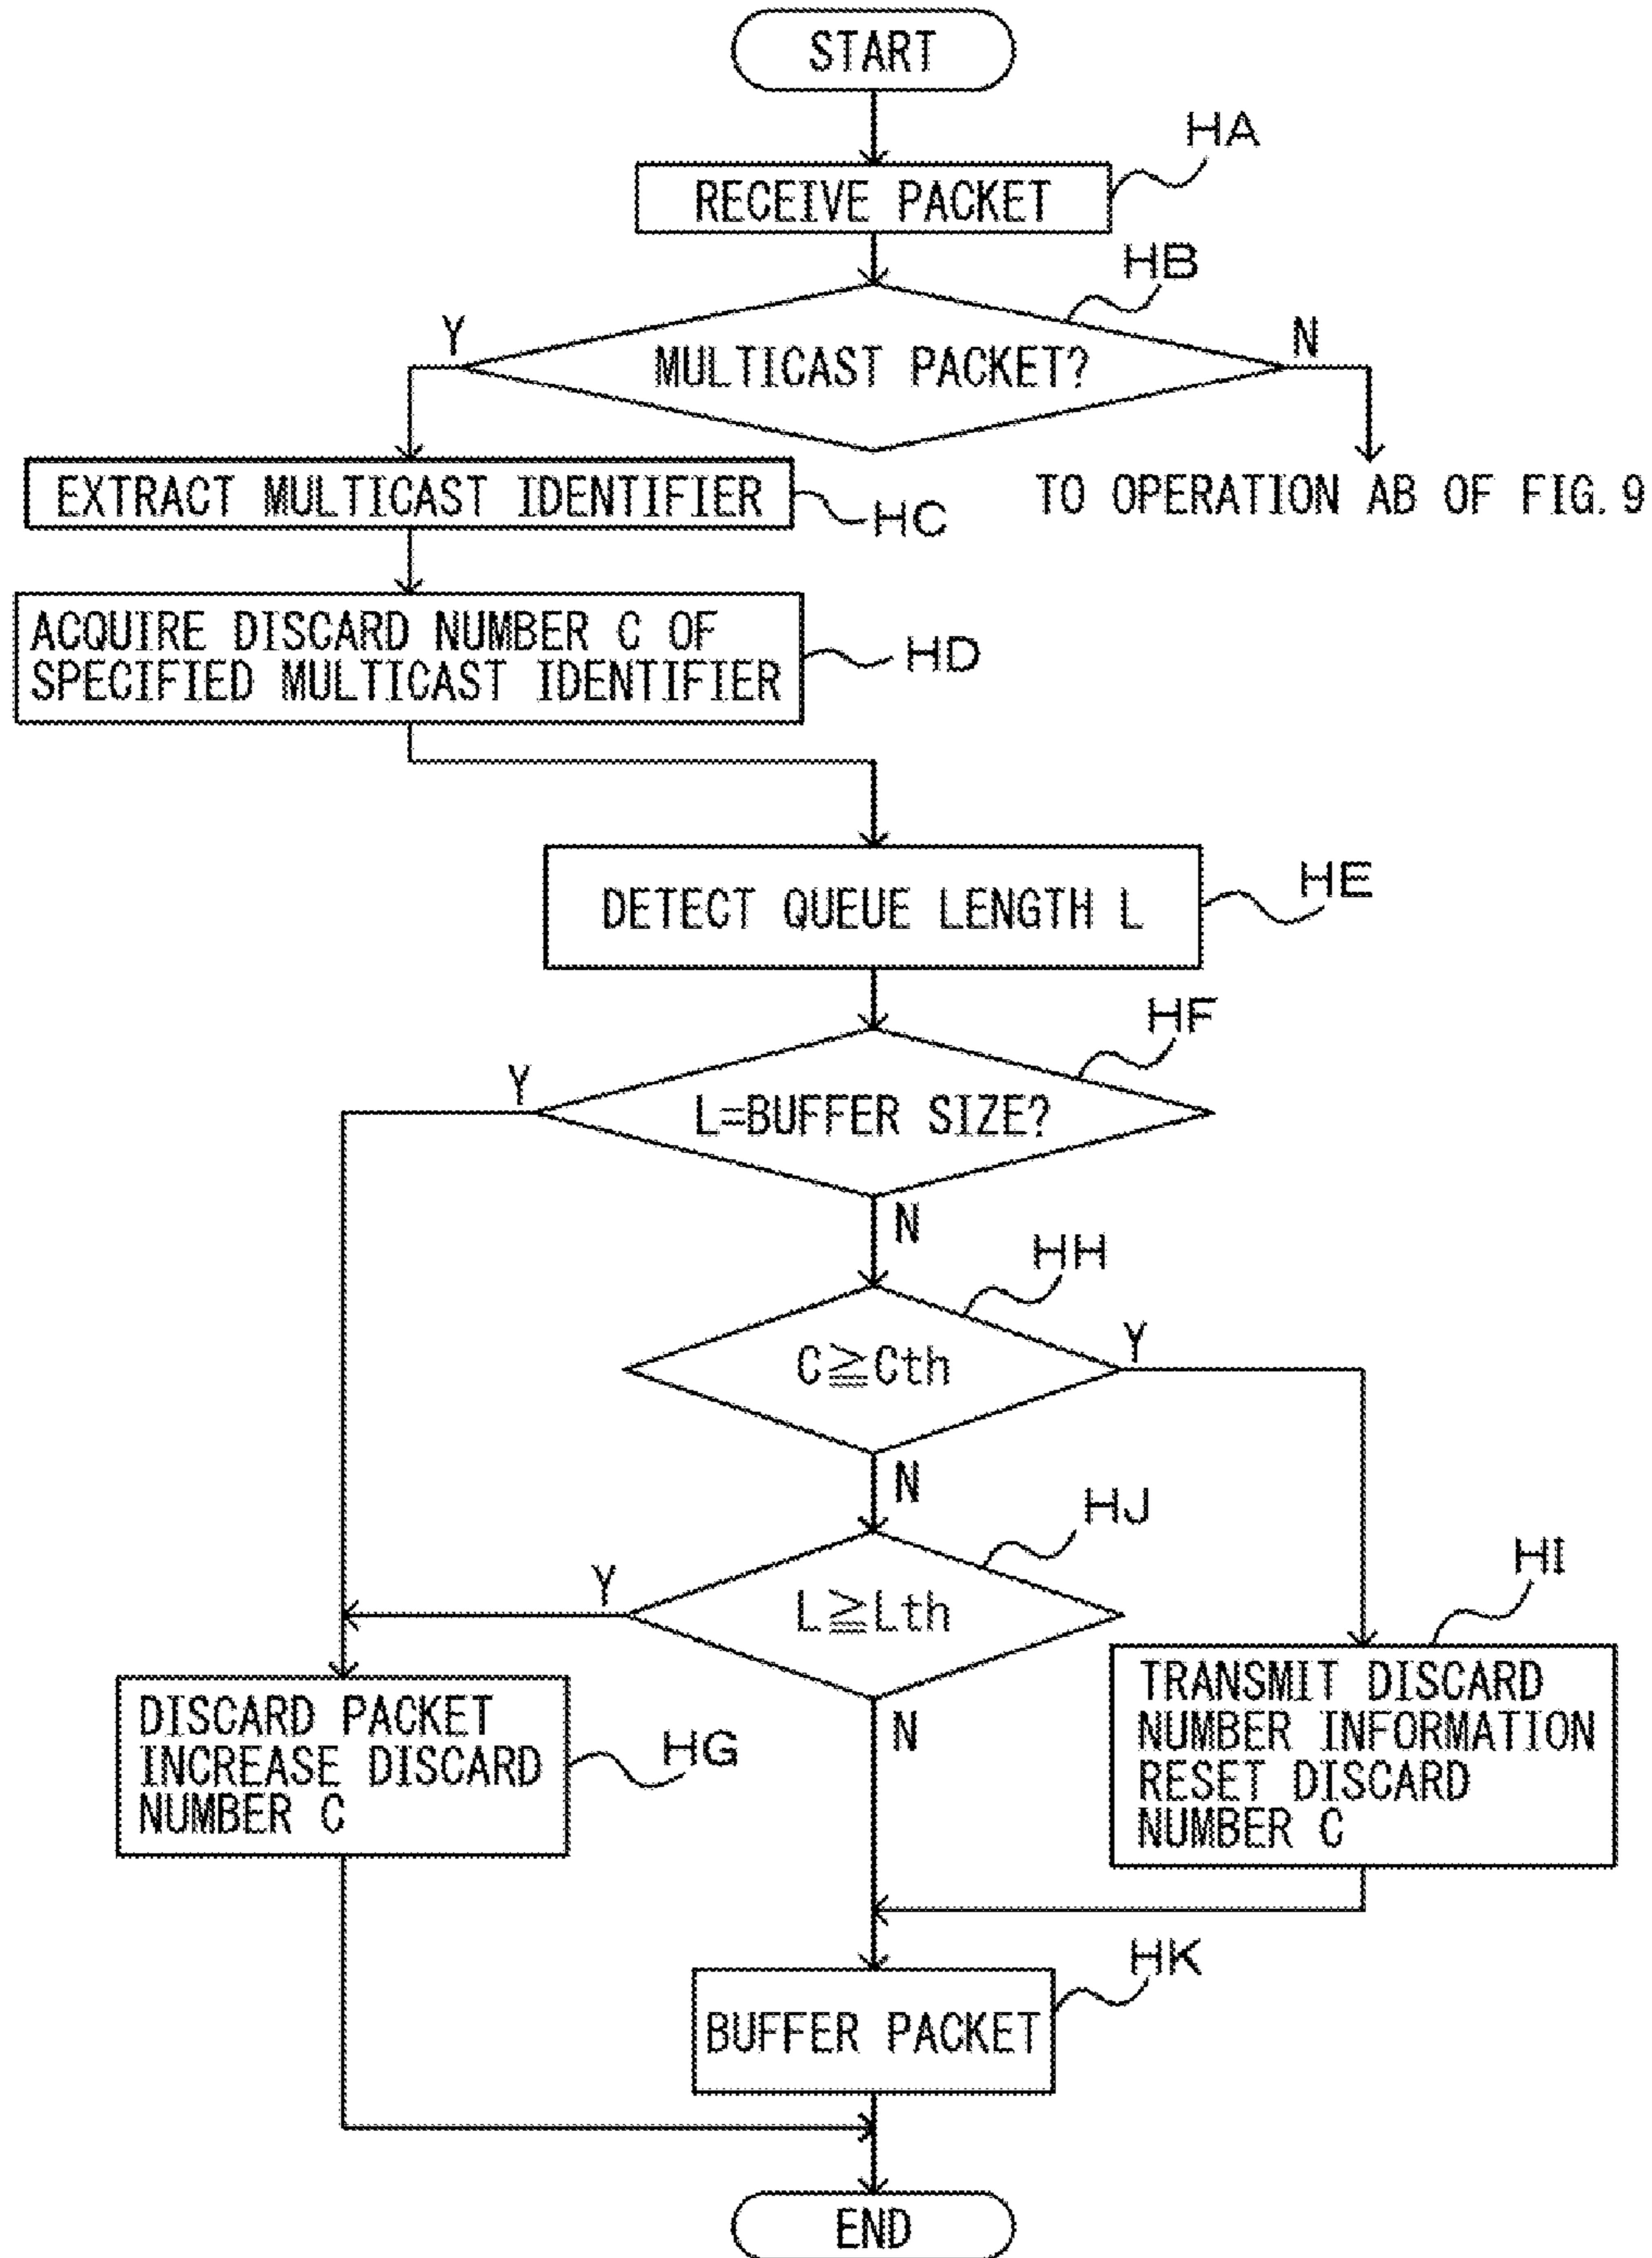 START
HA
RECEIVE PACKET
HB
Y
N
MULTICAST PACKET?
EXTRACT MULTICAST IDENTIFIER
HC
TO OPERATION AB OF FIG. 9
ACQUIRE DISCARD NUMBER C OF
SPECIFIED MULTICAST IDENTIFIER
HD
DETECT QUEUE LENGTH L
HE
HF
Y
L=BUFFER SIZE?
N
HH
C≧Cth
Y
N
HJ
Y
L≧Lth
N
HI
TRANSMIT DISCARD
NUMBER INFORMATION
RESET DISCARD
NUMBER C
DISCARD PACKET
INCREASE DISCARD
NUMBER C
HG
HK
BUFFER PACKET
END